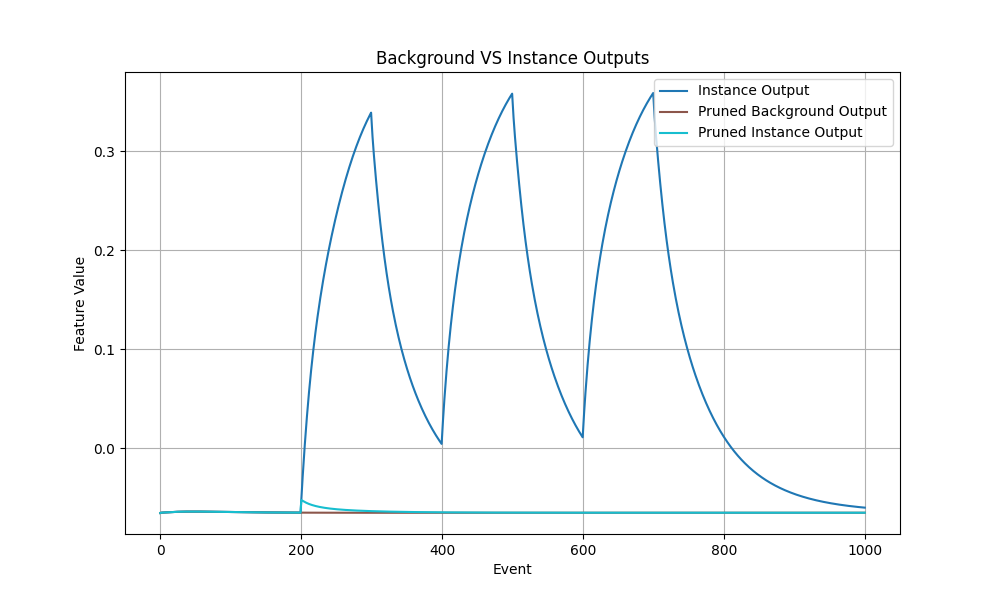 Background VS Instance Outputs
Instance Output
Pruned Background Output
Pruned Instance Output
Feature Value
0.3
0.2
0.1
0.0
0 200 400 600 800 1000
Event